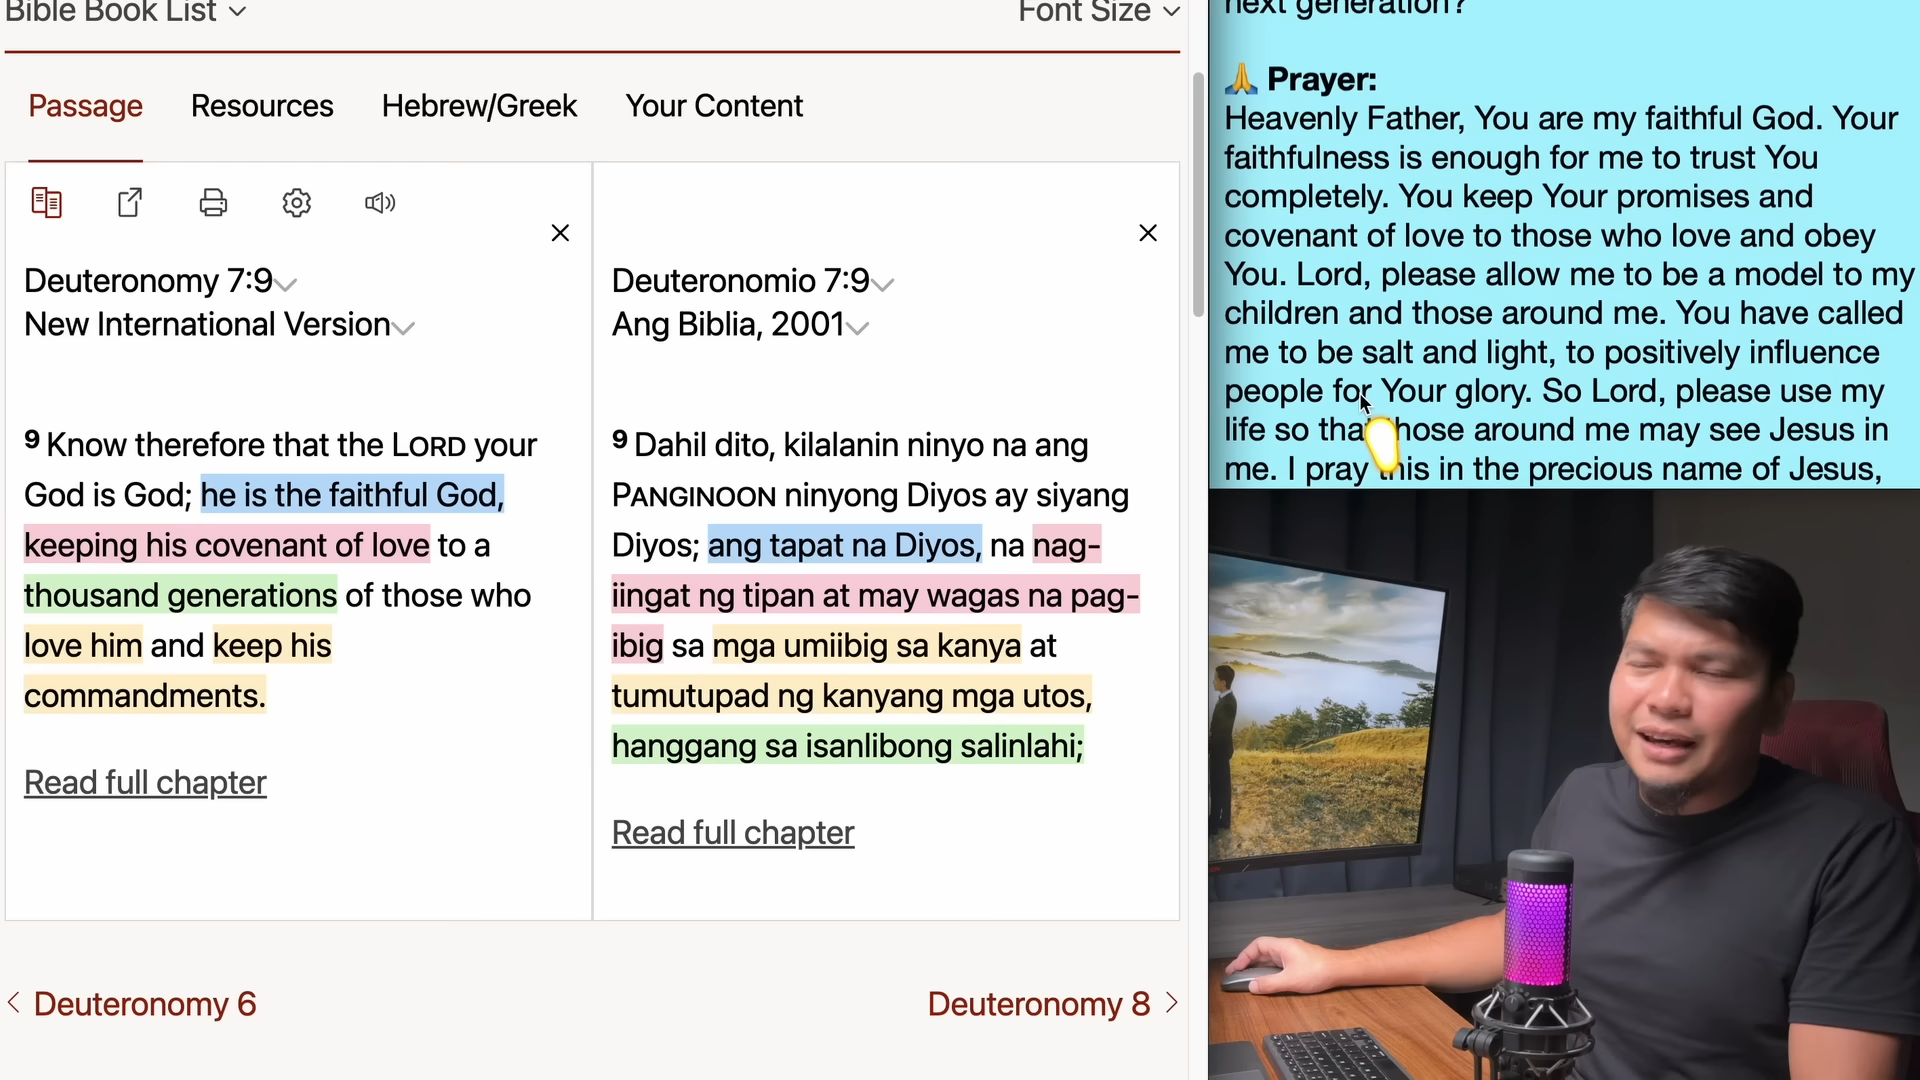 Bible Book List
Font Size
Passage
Resources
Hebrew/Greek
Your Content
Deuteronomy 7:9
New International Version
9 Know therefore that the LORD your
God is God; he is the faithful God,
keeping his covenant of love to a
thousand generations of those who
love him and keep his
commandments.
Read full chapter
Deuteronomio 7:9
Ang Biblia, 2001
9 Dahil dito, kilalanin ninyo na ang
PANGINOON ninyong Diyos ay siyang
Diyos; ang tapat na Diyos, na nag-
iingat ng tipan at may wagas na pag-
ibig sa mga umiibig sa kanya at
tumutupad ng kanyang mga utos,
hanggang sa isanlibong salinlahi;
Read full chapter
Deuteronomy 6
Deuteronomy 8
next generation?
🙏 Prayer:
Heavenly Father, You are my faithful God. Your
faithfulness is enough for me to trust You
completely. You keep Your promises and
covenant of love to those who love and obey
You. Lord, please allow me to be a model to my
children and those around me. You have called
me to be salt and light, to positively influence
people for Your glory. So Lord, please use my
life so that those around me may see Jesus in
me. I pray this in the precious name of Jesus,